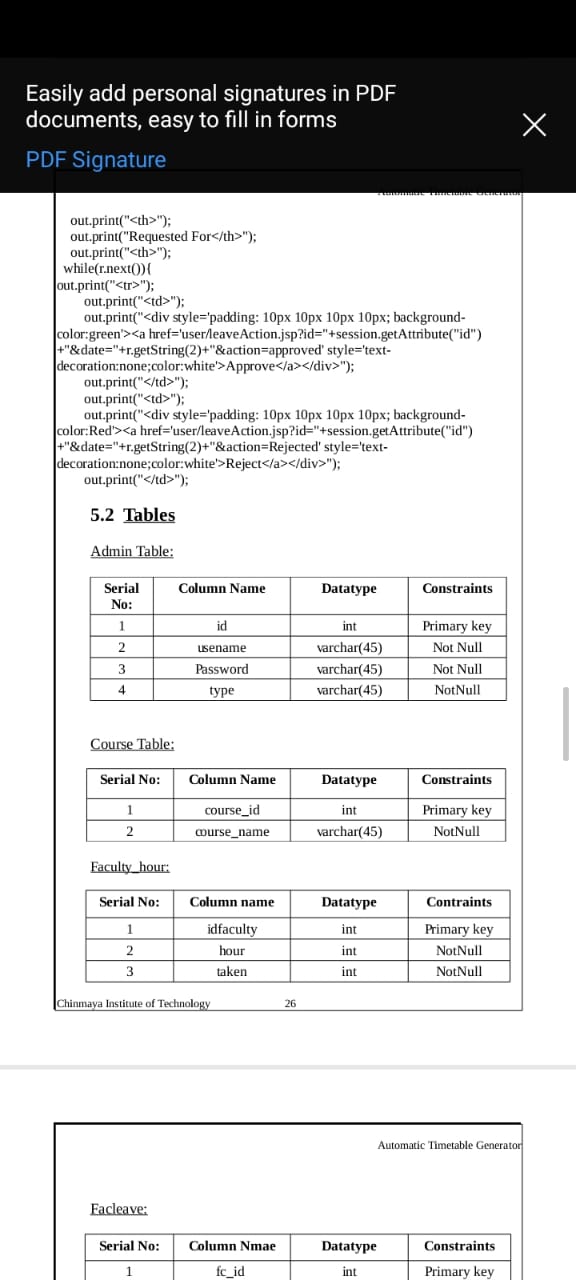 Easily add personal signatures in PDF
documents, easy to fill in forms
PDF Signature
Automatic Timetable Generator
out.print("<th>");
out.print("Requested For</th>");
out.print("<th>");
while(r.next()){
out.print("<tr>");
out.print("<td>");
out.print("<div style='padding: 10px 10px 10px 10px; background-
color:green'><a href='user/leaveAction.jsp?id="+session.getAttribute("id")
+"&date="+r.getString(2)+"&action=approved' style='text-
decoration:none;color:white'>Approve</a></div>");
out.print("</td>");
out.print("<td>");
out.print("<div style='padding: 10px 10px 10px 10px; background-
color:Red'><a href='user/leaveAction.jsp?id="+session.getAttribute("id")
+"&date="+r.getString(2)+"&action=Rejected' style='text-
decoration:none;color:white'>Reject</a></div>");
out.print("</td>");
5.2 Tables
Admin Table:
Serial No: Column Name Datatype Constraints
1 id int Primary key
2 usename varchar(45) Not Null
3 Password varchar(45) Not Null
4 type varchar(45) NotNull
Course Table:
Serial No: Column Name Datatype Constraints
1 course_id int Primary key
2 course_name varchar(45) NotNull
Faculty_hour:
Serial No: Column name Datatype Contraints
1 idfaculty int Primary key
2 hour int NotNull
3 taken int NotNull
Chinmaya Institute of Technology 26
Automatic Timetable Generator
Facleave:
Serial No: Column Nmae Datatype Constraints
1 fc_id int Primary key